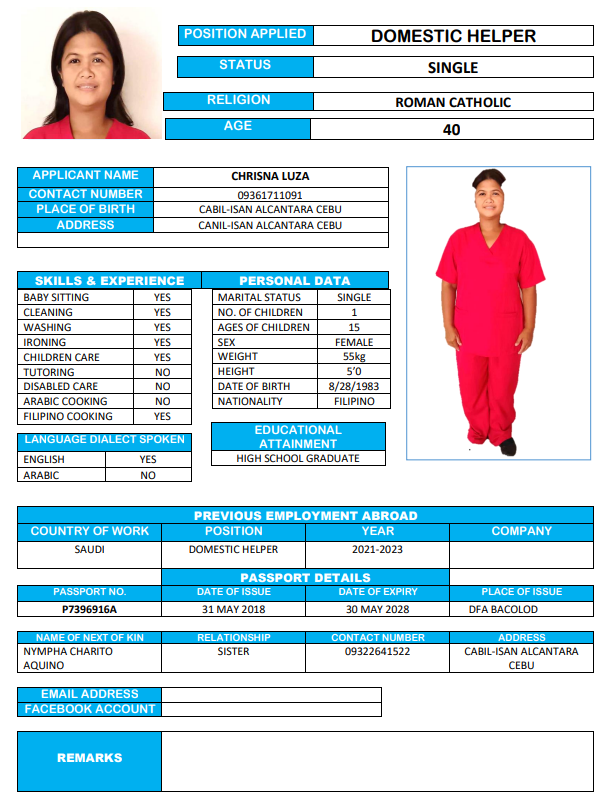 POSITION APPLIED DOMESTIC HELPER
STATUS SINGLE
RELIGION ROMAN CATHOLIC
AGE 40
APPLICANT NAME CHRISNA LUZA
CONTACT NUMBER 09361711091
PLACE OF BIRTH CABIL-ISAN ALCANTARA CEBU
ADDRESS CANIL-ISAN ALCANTARA CEBU
SKILLS & EXPERIENCE PERSONAL DATA
BABY SITTING YES MARITAL STATUS SINGLE
CLEANING YES NO. OF CHILDREN 1
WASHING YES AGES OF CHILDREN 15
IRONING YES SEX FEMALE
CHILDREN CARE YES WEIGHT 55kg
TUTORING NO HEIGHT 5’0
DISABLED CARE NO DATE OF BIRTH 8/28/1983
ARABIC COOKING NO NATIONALITY FILIPINO
FILIPINO COOKING YES
LANGUAGE DIALECT SPOKEN
ENGLISH YES
ARABIC NO
EDUCATIONAL
ATTAINMENT
HIGH SCHOOL GRADUATE
PREVIOUS EMPLOYMENT ABROAD
COUNTRY OF WORK POSITION YEAR COMPANY
SAUDI DOMESTIC HELPER 2021-2023
PASSPORT DETAILS
PASSPORT NO. DATE OF ISSUE DATE OF EXPIRY PLACE OF ISSUE
P7396916A 31 MAY 2018 30 MAY 2028 DFA BACOLOD
NAME OF NEXT OF KIN RELATIONSHIP CONTACT NUMBER ADDRESS
NYMPHA CHARITO SISTER 09322641522 CABIL-ISAN ALCANTARA
AQUINO CEBU
EMAIL ADDRESS
FACEBOOK ACCOUNT
REMARKS